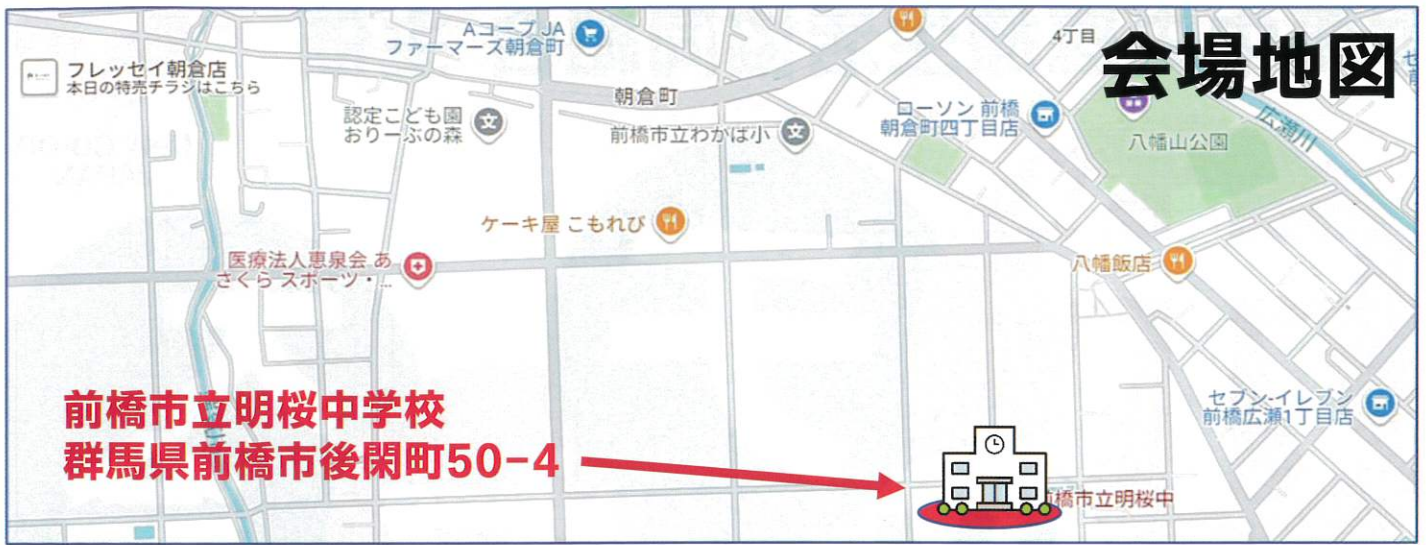 会場地図
Aコープ JA
ファーマーズ朝倉町
4丁目
フレッセイ朝倉店
本日の特売チラシはこちら
朝倉町
認定こども園
おりーぶの森
前橋市立わかば小
ローソン 前橋
朝倉町四丁目店
八幡山公園
広瀬川
ケーキ屋 こもれび
医療法人恵泉会 あ
さくら スポーツ・...
八幡飯店
前橋市立明桜中学校
群馬県前橋市後閑町50-4
セブン-イレブン
前橋広瀬1丁目店
橋市立明桜中